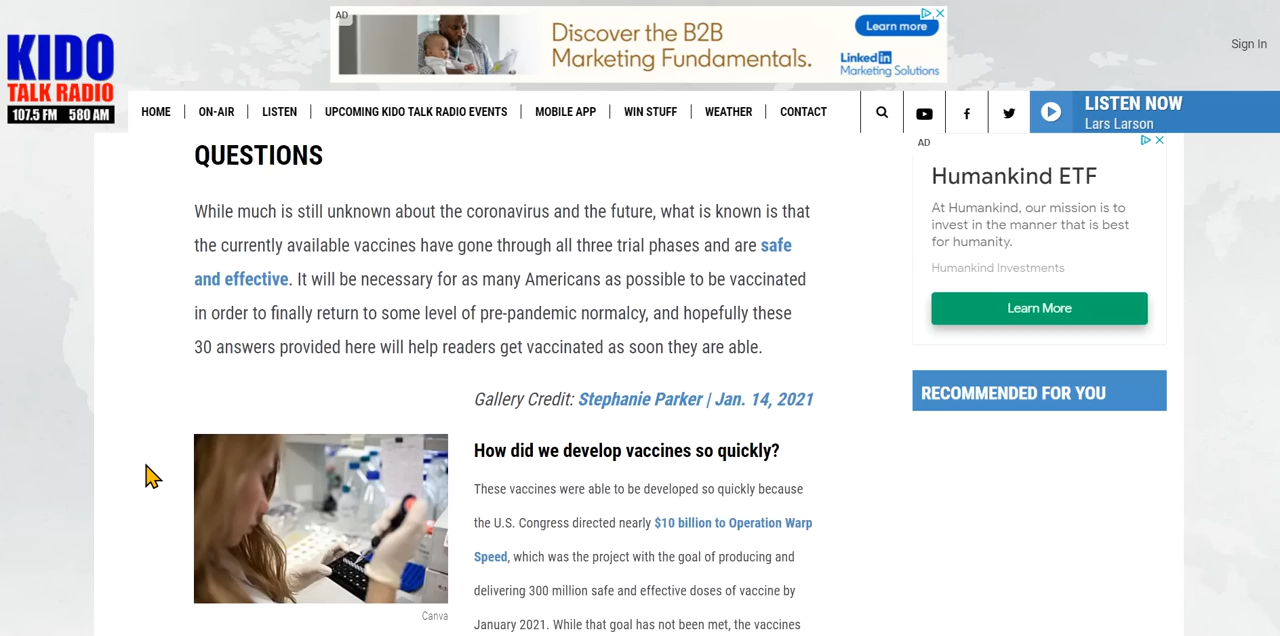 AD
Discover the B2B
Marketing Fundamentals.
Learn more
Linked in
Marketing Solutions
Sign In
KIDO
TALK RADIO
107.5 FM 580 AM
HOME
ON-AIR
LISTEN
UPCOMING KIDO TALK RADIO EVENTS
MOBILE APP
WIN STUFF
WEATHER
CONTACT
LISTEN NOW
Lars Larson
QUESTIONS
While much is still unknown about the coronavirus and the future, what is known is that
the currently available vaccines have gone through all three trial phases and are safe
and effective. It will be necessary for as many Americans as possible to be vaccinated
in order to finally return to some level of pre-pandemic normalcy, and hopefully these
30 answers provided here will help readers get vaccinated as soon they are able.
Gallery Credit: Stephanie Parker | Jan. 14, 2021
Canva
How did we develop vaccines so quickly?
These vaccines were able to be developed so quickly because
the U.S. Congress directed nearly $10 billion to Operation Warp
Speed, which was the project with the goal of producing and
delivering 300 million safe and effective doses of vaccine by
January 2021. While that goal has not been met, the vaccines
AD
Humankind ETF
At Humankind, our mission is to
invest in the manner that is best
for humanity.
Humankind Investments
Learn More
RECOMMENDED FOR YOU